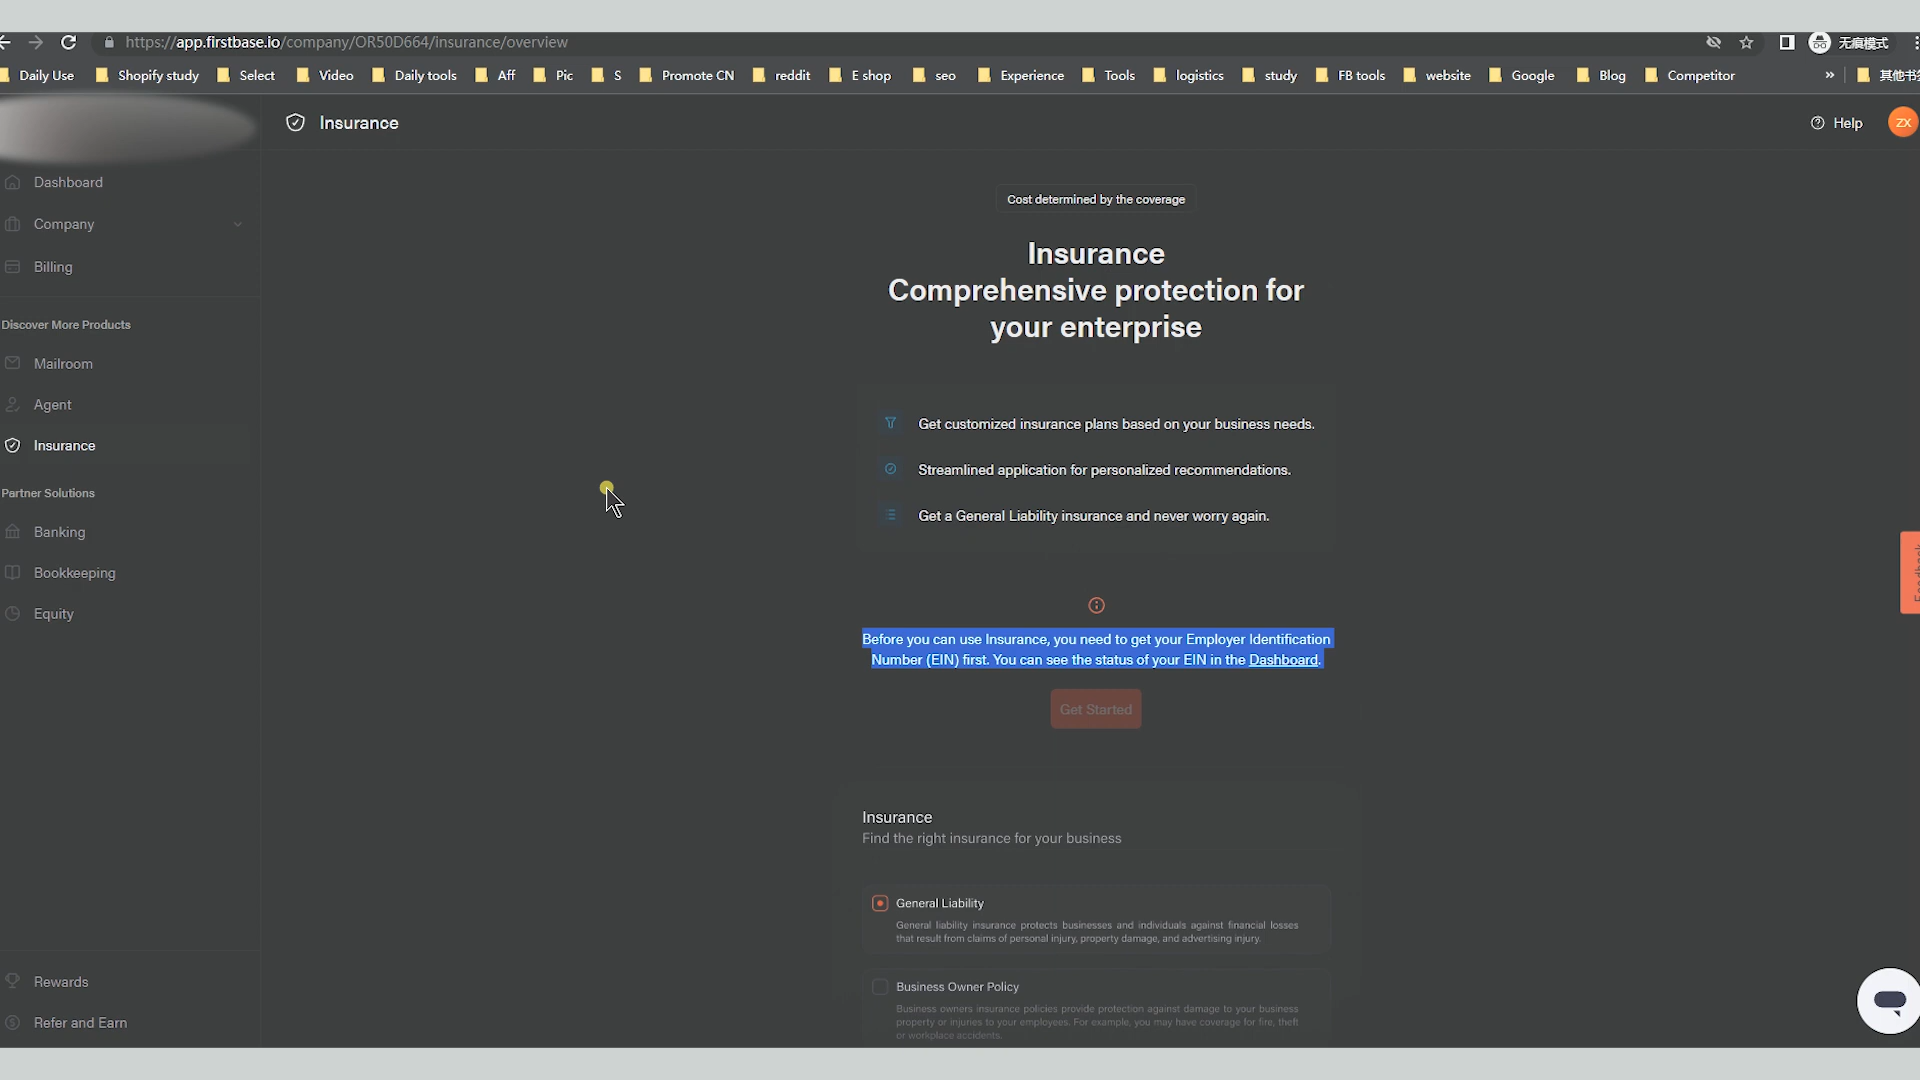 https://app.firstbase.io/company/OR50D664/insurance/overview
无痕模式
Daily Use Shopify study Select Video Daily tools Aff Pic S Promote CN reddit E shop seo Experience Tools logistics study FB tools website Google Blog Competitor » 其他书
Insurance
Help
ZX
Dashboard
Company
Billing
Discover More Products
Mailroom
Agent
Insurance
Partner Solutions
Banking
Bookkeeping
Equity
Rewards
Refer and Earn
Cost determined by the coverage
Insurance
Comprehensive protection for
your enterprise
Get customized insurance plans based on your business needs.
Streamlined application for personalized recommendations.
Get a General Liability insurance and never worry again.
Before you can use Insurance, you need to get your Employer Identification
Number (EIN) first. You can see the status of your EIN in the Dashboard.
Get Started
Insurance
Find the right insurance for your business
General Liability
General liability insurance protects businesses and individuals against financial losses
that result from claims of personal injury, property damage, and advertising injury.
Business Owner Policy
Business owners insurance policies provide protection against damage to your business
property or injuries to your employees. For example, you may have coverage for fire, theft
or workplace accidents.